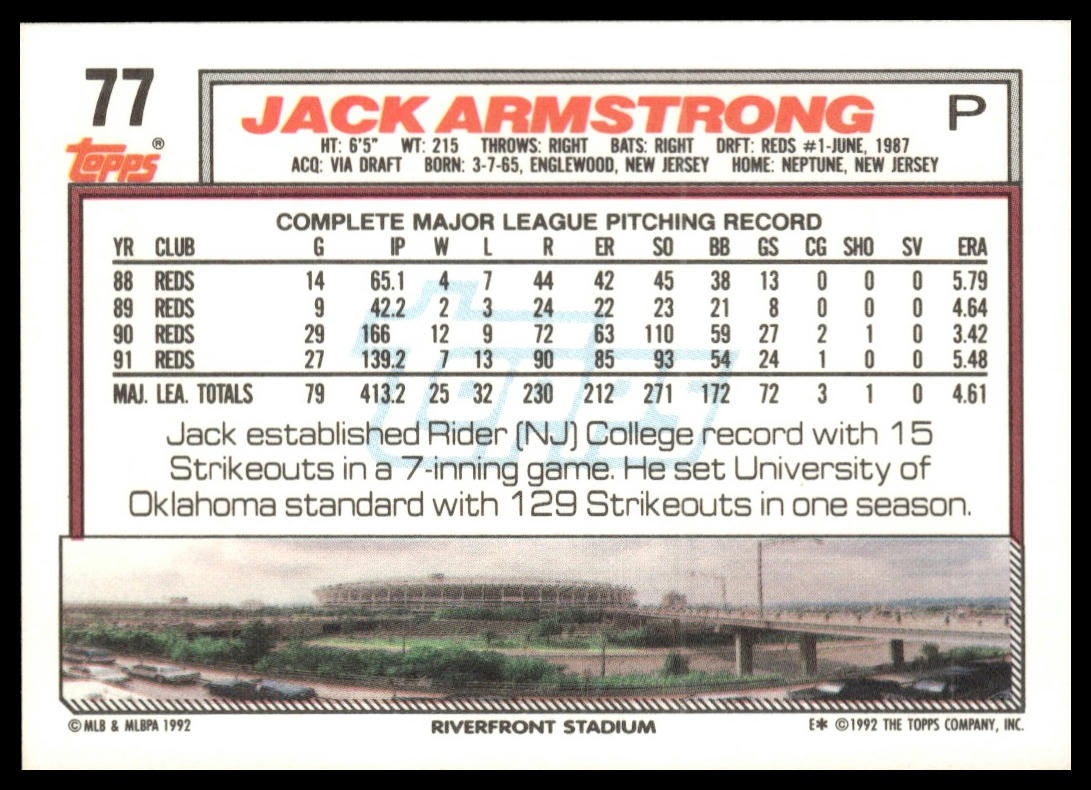 77
JACK ARMSTRONG P
topps®
HT: 6'5" WT: 215 THROWS: RIGHT BATS: RIGHT DRFT: REDS #1-JUNE, 1987
ACQ: VIA DRAFT BORN: 3-7-65, ENGLEWOOD, NEW JERSEY HOME: NEPTUNE, NEW JERSEY
COMPLETE MAJOR LEAGUE PITCHING RECORD
YR CLUB G IP W L R ER SO BB GS CG SHO SV ERA
88 REDS 14 65.1 4 7 44 42 45 38 13 0 0 0 5.79
89 REDS 9 42.2 2 3 24 22 23 21 8 0 0 0 4.64
90 REDS 29 166 12 9 72 63 110 59 27 2 1 0 3.42
91 REDS 27 139.2 7 13 90 85 93 54 24 1 0 0 5.48
MAJ. LEA. TOTALS 79 413.2 25 32 230 212 271 172 72 3 1 0 4.61
topps
Jack established Rider (NJ) College record with 15
Strikeouts in a 7-inning game. He set University of
Oklahoma standard with 129 Strikeouts in one season.
© MLB & MLBPA 1992 RIVERFRONT STADIUM E* © 1992 THE TOPPS COMPANY, INC.